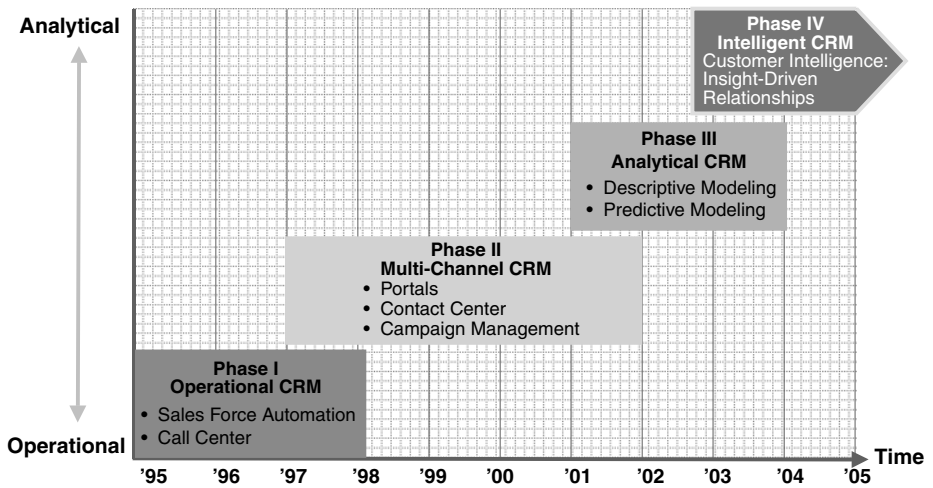 Analytical
Phase IV
Intelligent CRM
Customer Intelligence:
Insight-Driven
Relationships
Phase III
Analytical CRM
• Descriptive Modeling
• Predictive Modeling
Phase II
Multi-Channel CRM
• Portals
• Contact Center
• Campaign Management
Phase I
Operational CRM
• Sales Force Automation
• Call Center
Operational
Time
'95 '96 '97 '98 '99 '00 '01 '02 '03 '04 '05